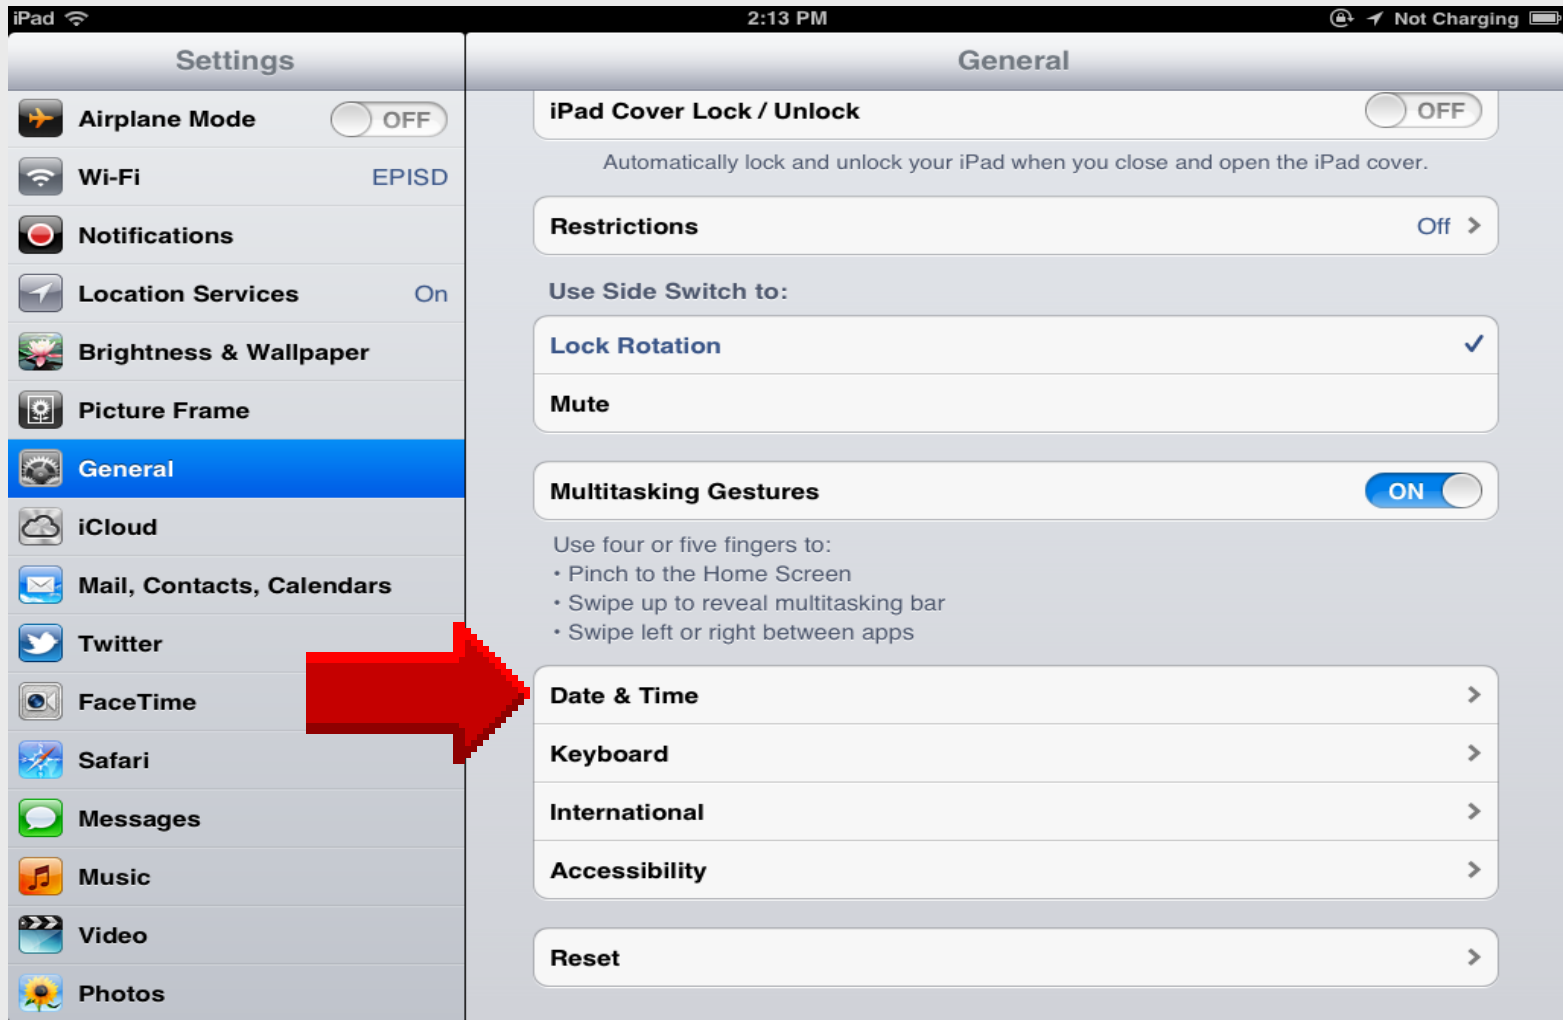 iPad 2:13 PM Not Charging
Settings
General
Airplane Mode OFF
Wi-Fi EPISD
Notifications
Location Services On
Brightness & Wallpaper
Picture Frame
General
iCloud
Mail, Contacts, Calendars
Twitter
FaceTime
Safari
Messages
Music
Video
Photos
iPad Cover Lock / Unlock OFF
Automatically lock and unlock your iPad when you close and open the iPad cover.
Restrictions Off
Use Side Switch to:
Lock Rotation
Mute
Multitasking Gestures ON
Use four or five fingers to:
• Pinch to the Home Screen
• Swipe up to reveal multitasking bar
• Swipe left or right between apps
Date & Time
Keyboard
International
Accessibility
Reset